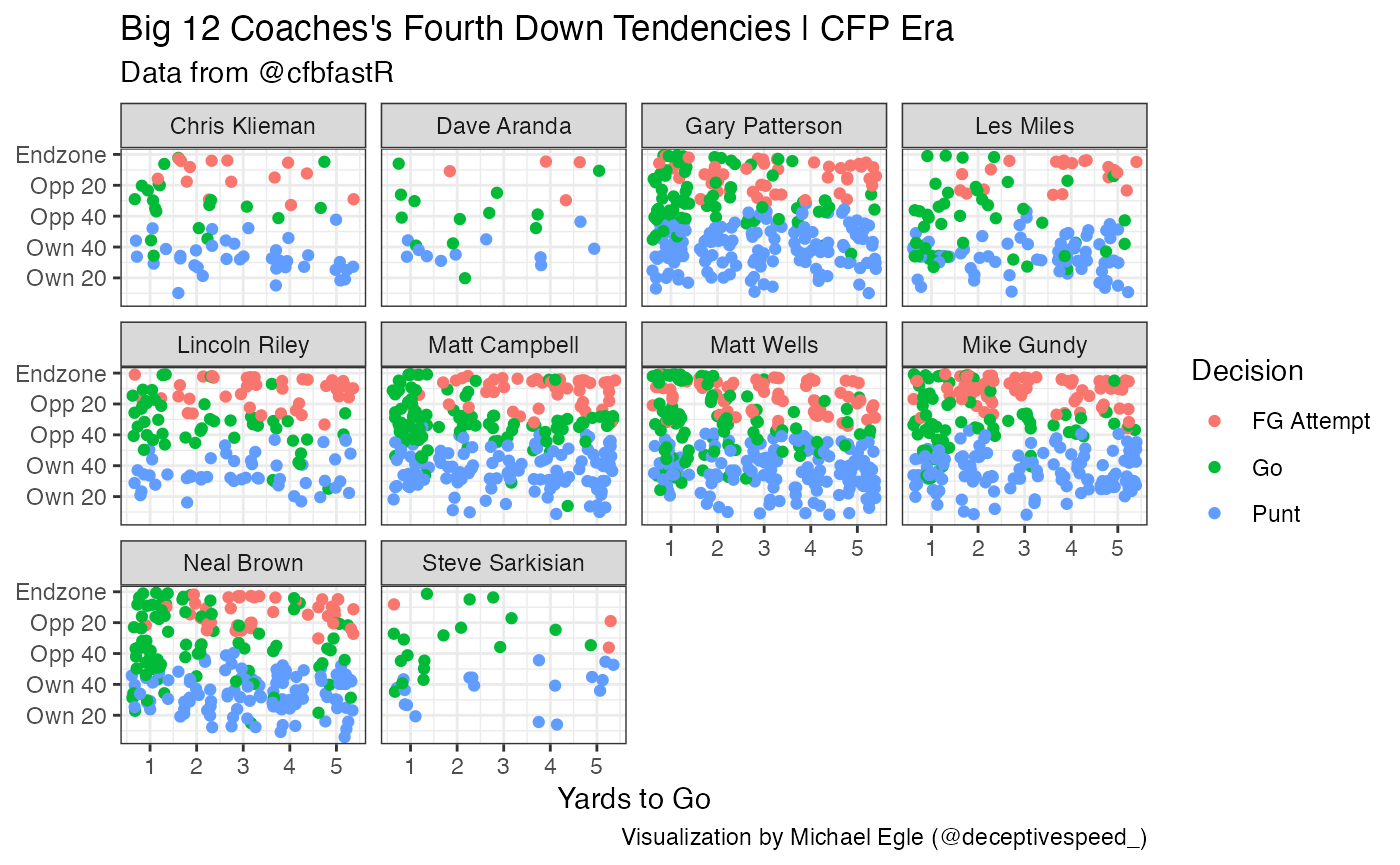 Big 12 Coaches's Fourth Down Tendencies | CFP Era
Data from @cfbfastR
Chris Klieman
Dave Aranda
Gary Patterson
Les Miles
Endzone
Opp 20
Opp 40
Own 40
Own 20
Lincoln Riley
Matt Campbell
Matt Wells
Mike Gundy
Endzone
Opp 20
Opp 40
Own 40
Own 20
1 2 3 4 5
1 2 3 4 5
Neal Brown
Steve Sarkisian
Endzone
Opp 20
Opp 40
Own 40
Own 20
1 2 3 4 5
1 2 3 4 5
Yards to Go
Decision
FG Attempt
Go
Punt
Visualization by Michael Egle (@deceptivespeed_)